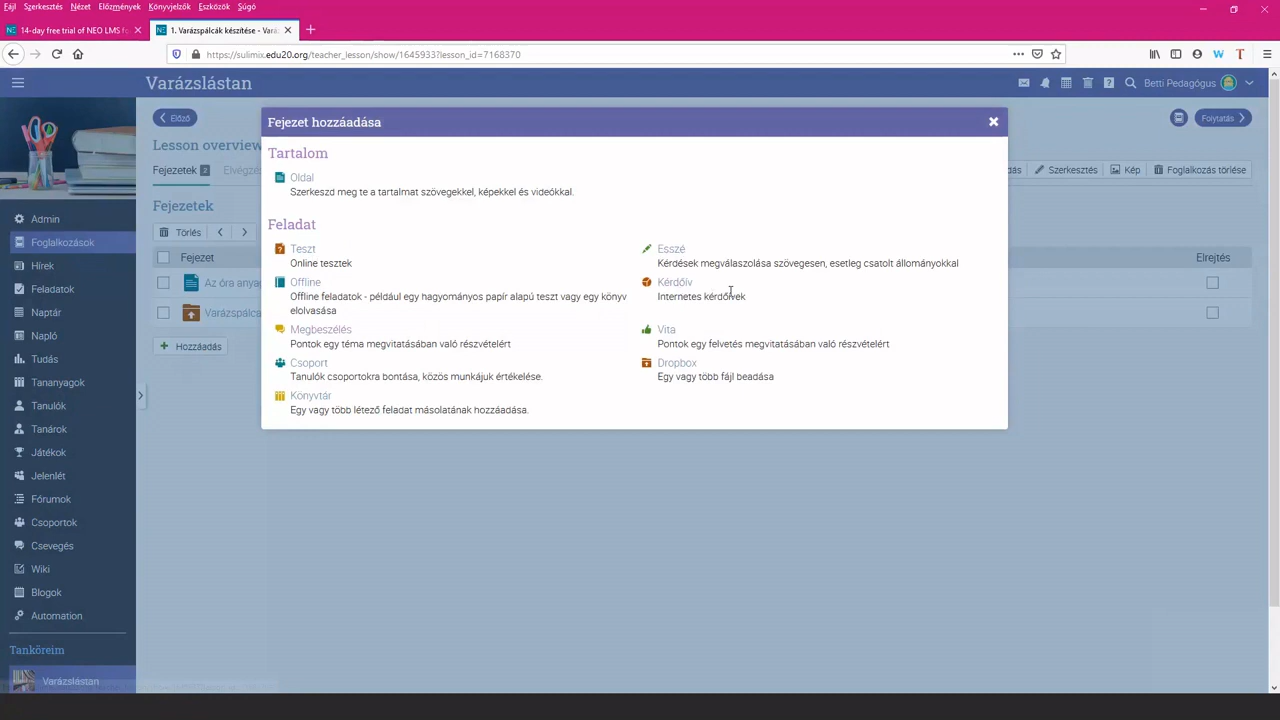 Fájl Szerkesztés Nézet Előzmények Könyvjelzők Eszközök Súgó
14-day free trial of NEO LMS fo
1. Varázspálcák készítése - Vará
https://sulimix.edu20.org/teacher_lesson/show/1645933?lesson_id=7168370
Varázslástan
Betti Pedagógus
Előző
Folytatás
Fejezet hozzáadása
Lesson overview
Fejezetek 2
Elvégzés
dás
Szerkesztés
Kép
Foglalkozás törlése
Fejezetek
Törlés
Fejezet
Elrejtés
Az óra anyag
Varázspálca
Hozzáadás
Tartalom
Oldal
Szerkeszd meg te a tartalmat szövegekkel, képekkel és videókkal.
Feladat
Teszt
Online tesztek
Esszé
Kérdések megválaszolása szövegesen, esetleg csatolt állományokkal
Offline
Offline feladatok - például egy hagyományos papír alapú teszt vagy egy könyv
elolvasása
Kérdőív
Internetes kérdőívek
Megbeszélés
Pontok egy téma megvitatásában való részvételért
Vita
Pontok egy felvetés megvitatásában való részvételért
Csoport
Tanulók csoportokra bontása, közös munkájuk értékelése.
Dropbox
Egy vagy több fájl beadása
Könyvtár
Egy vagy több létező feladat másolatának hozzáadása.
Admin
Foglalkozások
Hírek
Feladatok
Naptár
Napló
Tudás
Tananyagok
Tanulók
Tanárok
Játékok
Jelenlét
Fórumok
Csoportok
Csevegés
Wiki
Blogok
Automation
Tanköreim
Varázslástan